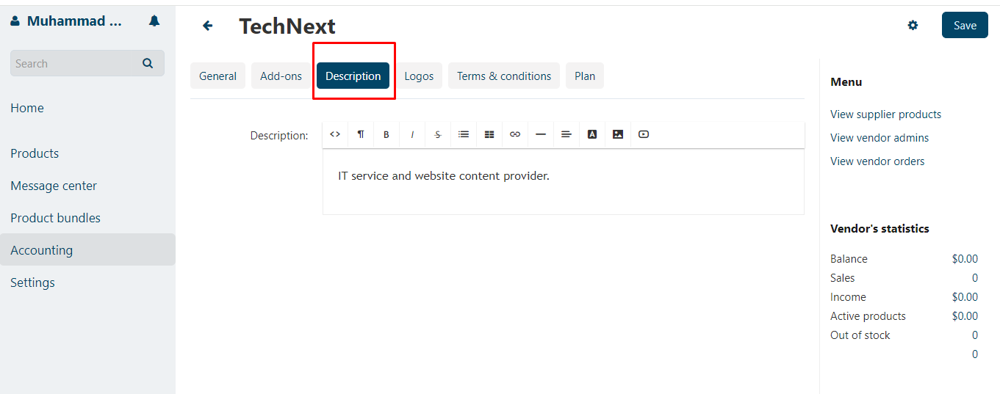 Muhammad ...
TechNext
Save
Search
General Add-ons Description Logos Terms & conditions Plan
Home
Products
Message center
Product bundles
Accounting
Settings
Description:
<> ¶ B I S A
IT service and website content provider.
Menu
View supplier products
View vendor admins
View vendor orders
Vendor's statistics
Balance $0.00
Sales 0
Income $0.00
Active products $0.00
Out of stock 0
0